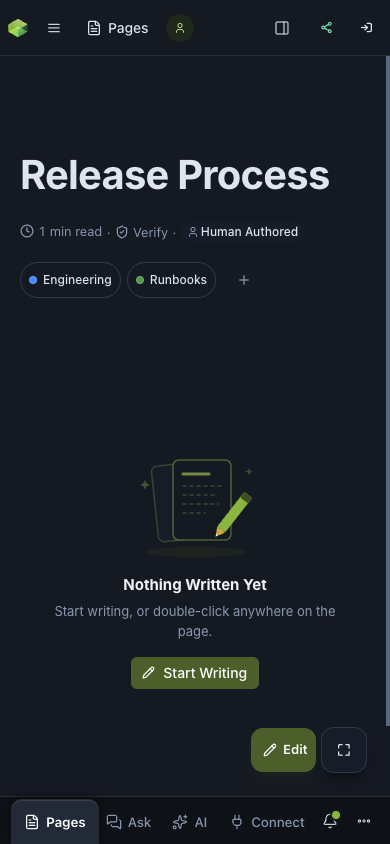 Pages
Release Process
1 min read · Verify · Human Authored
Engineering Runbooks +
Nothing Written Yet
Start writing, or double-click anywhere on the
page.
Start Writing
Edit
Pages Ask AI Connect